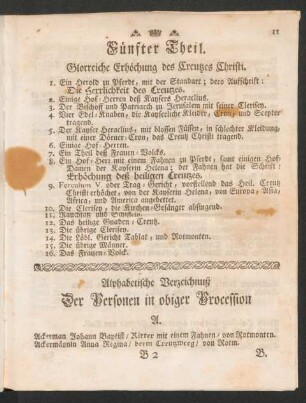 11
Fünfter Theil.
Glorreiche Erhöchung des Creutzes Christi.
1. Ein Herold zu Pferdt, mit der Standart; dero Aufschrift:
Die Herrlichkeit des Creutzes.
2. Einige Hof-Herren deß Kaysers Heraclius.
3. Der Bischoff und Patriarch zu Jerusalem mit seiner Clerisey.
4. Vier Edel-Knaben, die Kayserliche Kleider, Cron, und Scepter
tragend.
5. Der Kayser Heraclius, mit blossen Füssen, in schlechter Kleidung,
mit einer Dörner-Cron, das Creutz Christi tragend.
6. Einige Hof-Herren.
7. Ein Theil deß Frauen-Volcks.
8. Ein Hof-Herr mit einem Fahnen zu Pferdt, samt einigen Hof-
Damen der Kayserin Helena; der Fahnen hat die Schrift:
Erhöchung deß heiligen Creutzes.
9. Ferculum V. oder Trag-Gericht, vorstellend das Heil. Creutz
Christi erhöchet, von der Kayserin Helena, von Europa, Asia,
Africa, und America angebettet.
10. Die Clerisey, die Kirchen-Gesänger absingend.
11. Rauchfaß und
12. Das heilige Gnaden-Creutz.
13. Die übrige Clerisey.
14. Die Löbl. Gericht Tablat, und Rotmonten.
15. Die übrige Männer.
16. Das Frauen-Volck.
Alphabetische Verzeichnuß
Der Personen in obiger Procession
A.
Ackerman Johann Baptist, Ritter mit einem Fahnen, von Rotmonten.
Ackermännin Anna Regina, deren Creutzweeg, von Rotm.
B 2 B.